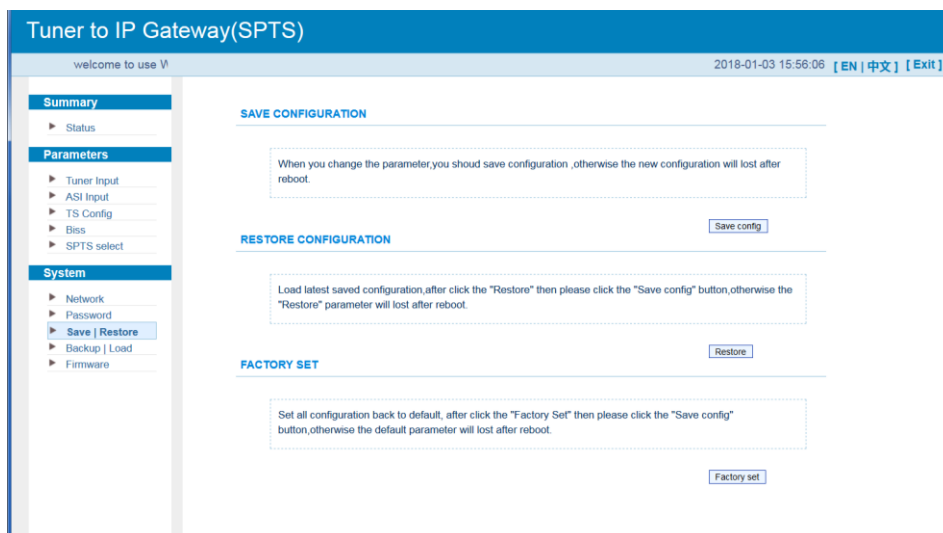 Tuner to IP Gateway(SPTS)
welcome to use
2018-01-03 15:56:06 [ EN | 中文 ] [ Exit ]
Summary
Status
Parameters
Tuner Input
ASI Input
TS Config
Biss
SPTS select
System
Network
Password
Save | Restore
Backup | Load
Firmware
SAVE CONFIGURATION
When you change the parameter,you shoud save configuration ,otherwise the new configuration will lost after
reboot.
Save config
RESTORE CONFIGURATION
Load latest saved configuration,after click the "Restore" then please click the "Save config" button,otherwise the
"Restore" parameter will lost after reboot.
Restore
FACTORY SET
Set all configuration back to default, after click the "Factory Set" then please click the "Save config"
button,otherwise the default parameter will lost after reboot.
Factory set